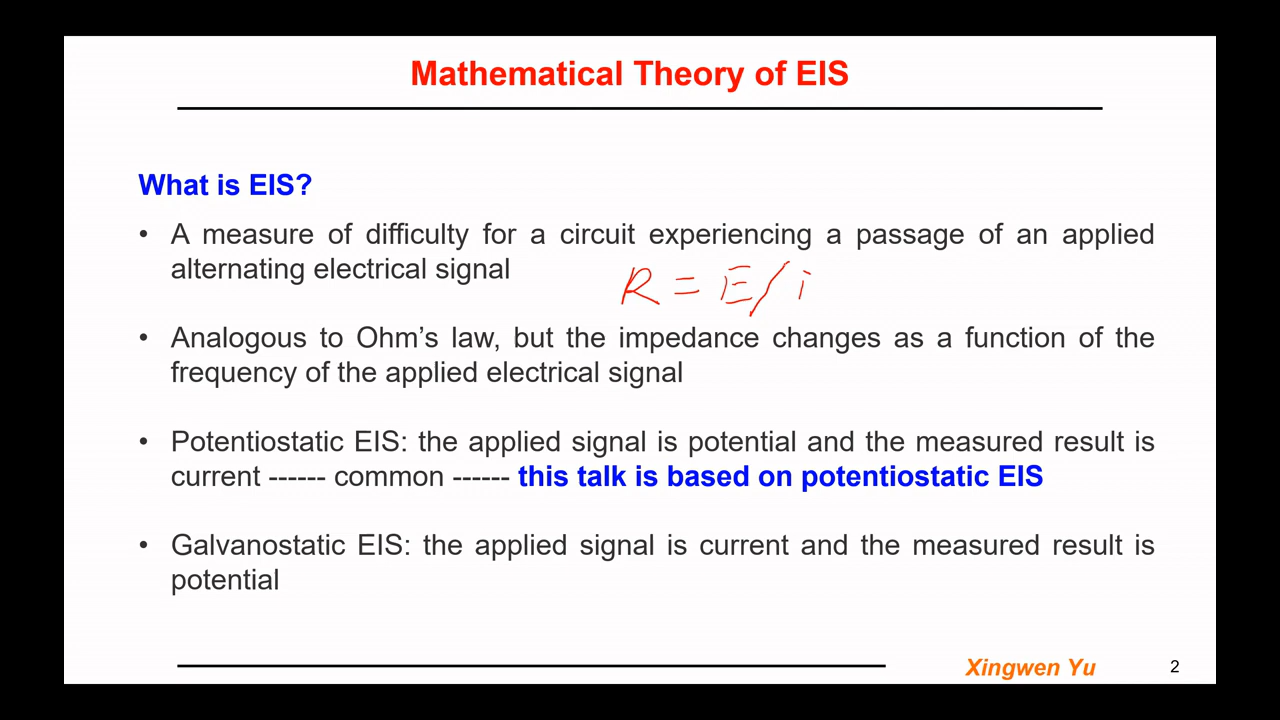 Mathematical Theory of EIS
What is EIS?
• A measure of difficulty for a circuit experiencing a passage of an applied
alternating electrical signal
R = E/i
• Analogous to Ohm’s law, but the impedance changes as a function of the
frequency of the applied electrical signal
• Potentiostatic EIS: the applied signal is potential and the measured result is
current ------ common ------ this talk is based on potentiostatic EIS
• Galvanostatic EIS: the applied signal is current and the measured result is
potential
Xingwen Yu 2